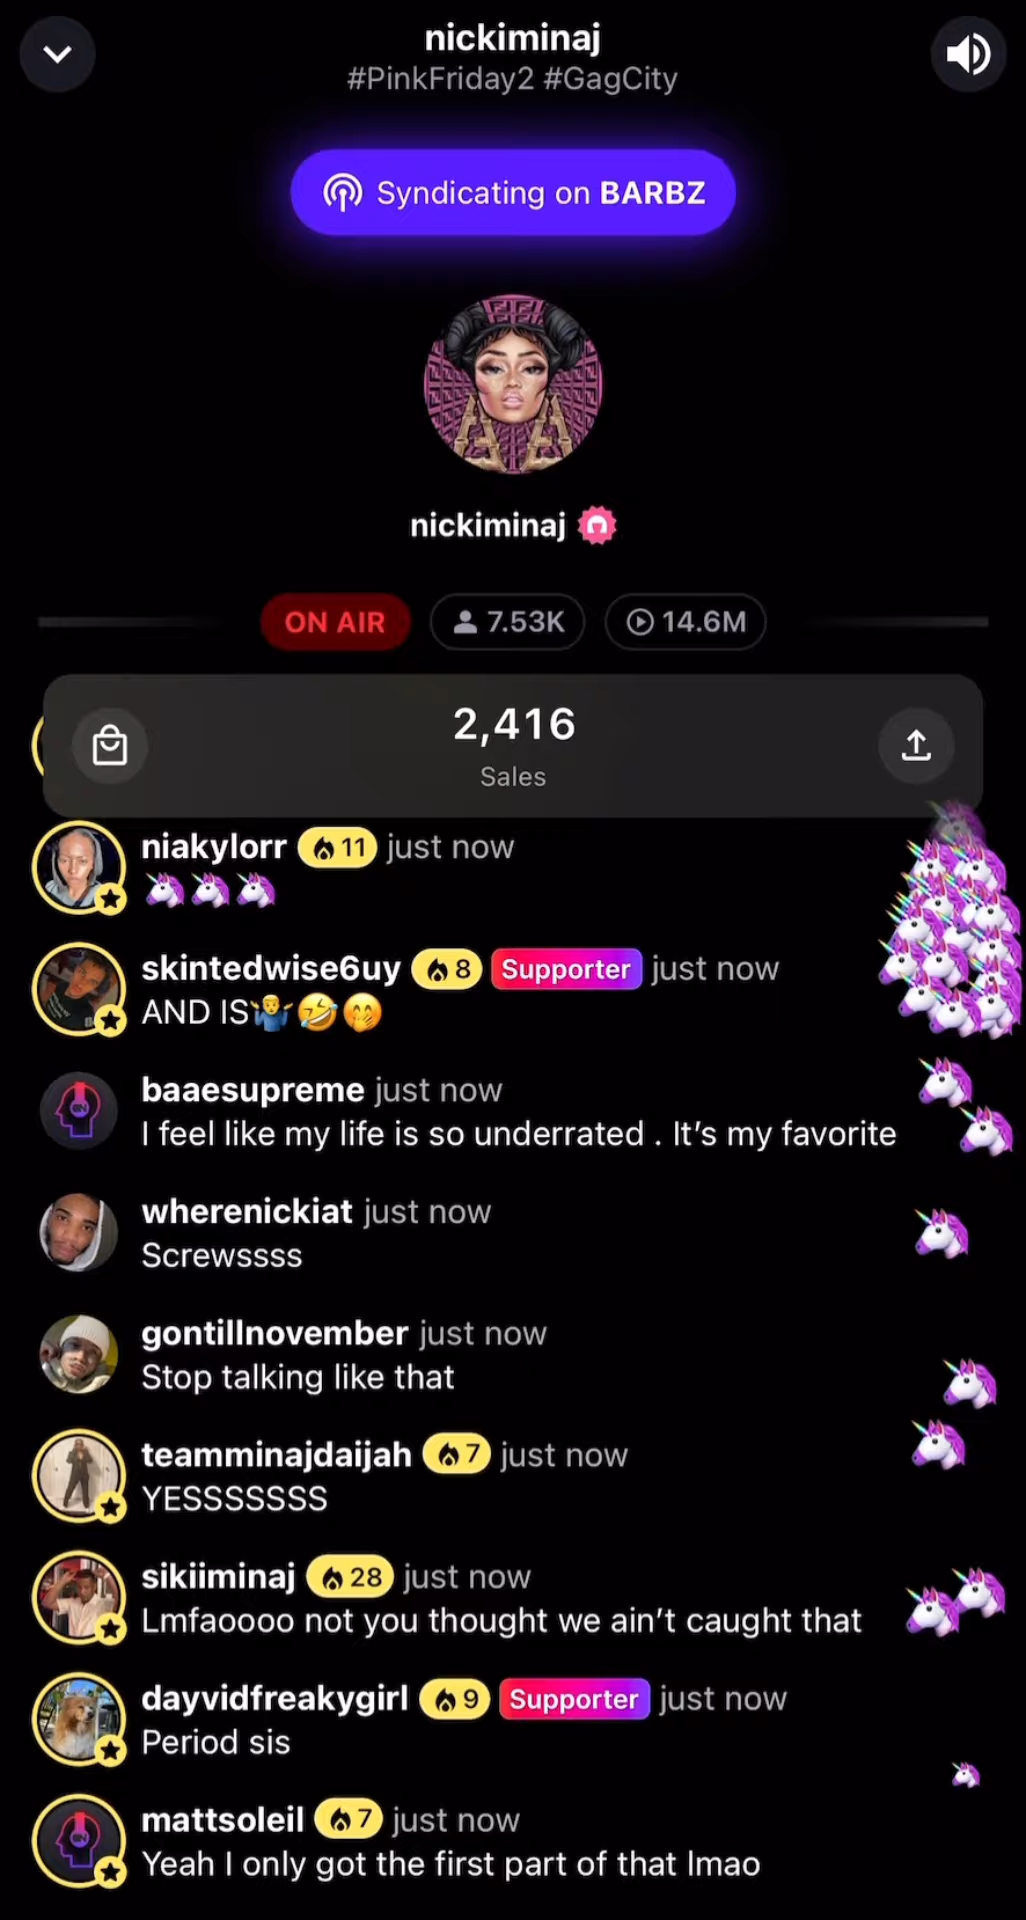 nickiminaj
#PinkFriday2 #GagCity
Syndicating on BARBZ
nickiminaj
ON AIR 7.53K 14.6M
2,416
Sales
niakylorr 11 just now
🦄🦄🦄
skintedwise6uy 8 Supporter just now
AND IS🤷‍♂️🤣🤭
baaesupreme just now
I feel like my life is so underrated . It’s my favorite
wherenickiat just now
Screwssss
gontillnovember just now
Stop talking like that
teamminajdaijah 7 just now
YESSSSSSS
sikiiminaj 28 just now
Lmfaoooo not you thought we ain’t caught that
dayvidfreakygirl 9 Supporter just now
Period sis
mattsoleil 7 just now
Yeah I only got the first part of that lmao